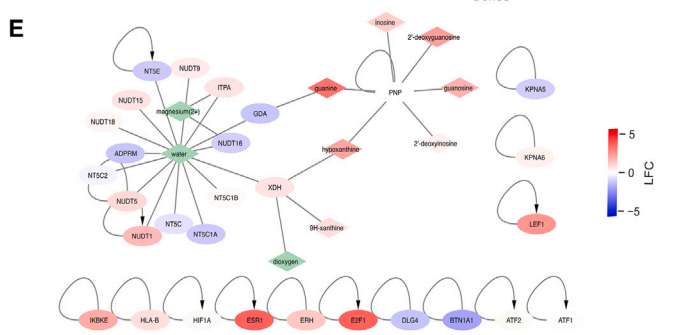 E
inosine
2'-deoxyguanosine
NT5E
NUDT9
ITPA
guanine
PNP
guanosine
KPNA5
NUDT15
magnesium(2+)
GDA
NUDT18
NUDT16
2'-deoxyinosine
ADPRM
water
hypoxanthine
KPNA6
NT5C2
XDH
NT5C1B
NUDT5
9H-xanthine
NT5C
NT5C1A
NUDT1
LEF1
dioxygen
5
0
-5
LFC
IKBKE
HLA-B
HIF1A
ESR1
ERH
E2F1
DLG4
BTN1A1
ATF2
ATF1